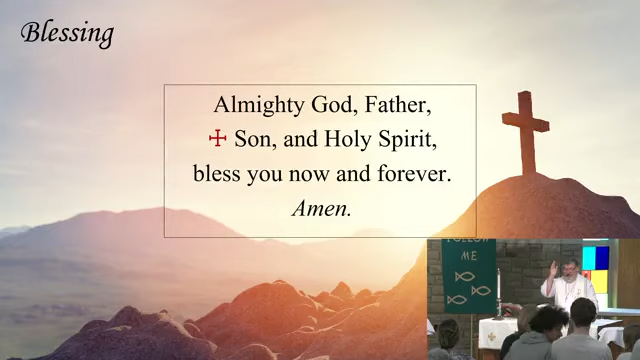 Blessing
Almighty God, Father,
☩ Son, and Holy Spirit,
bless you now and forever.
Amen.
FOLLOW
ME